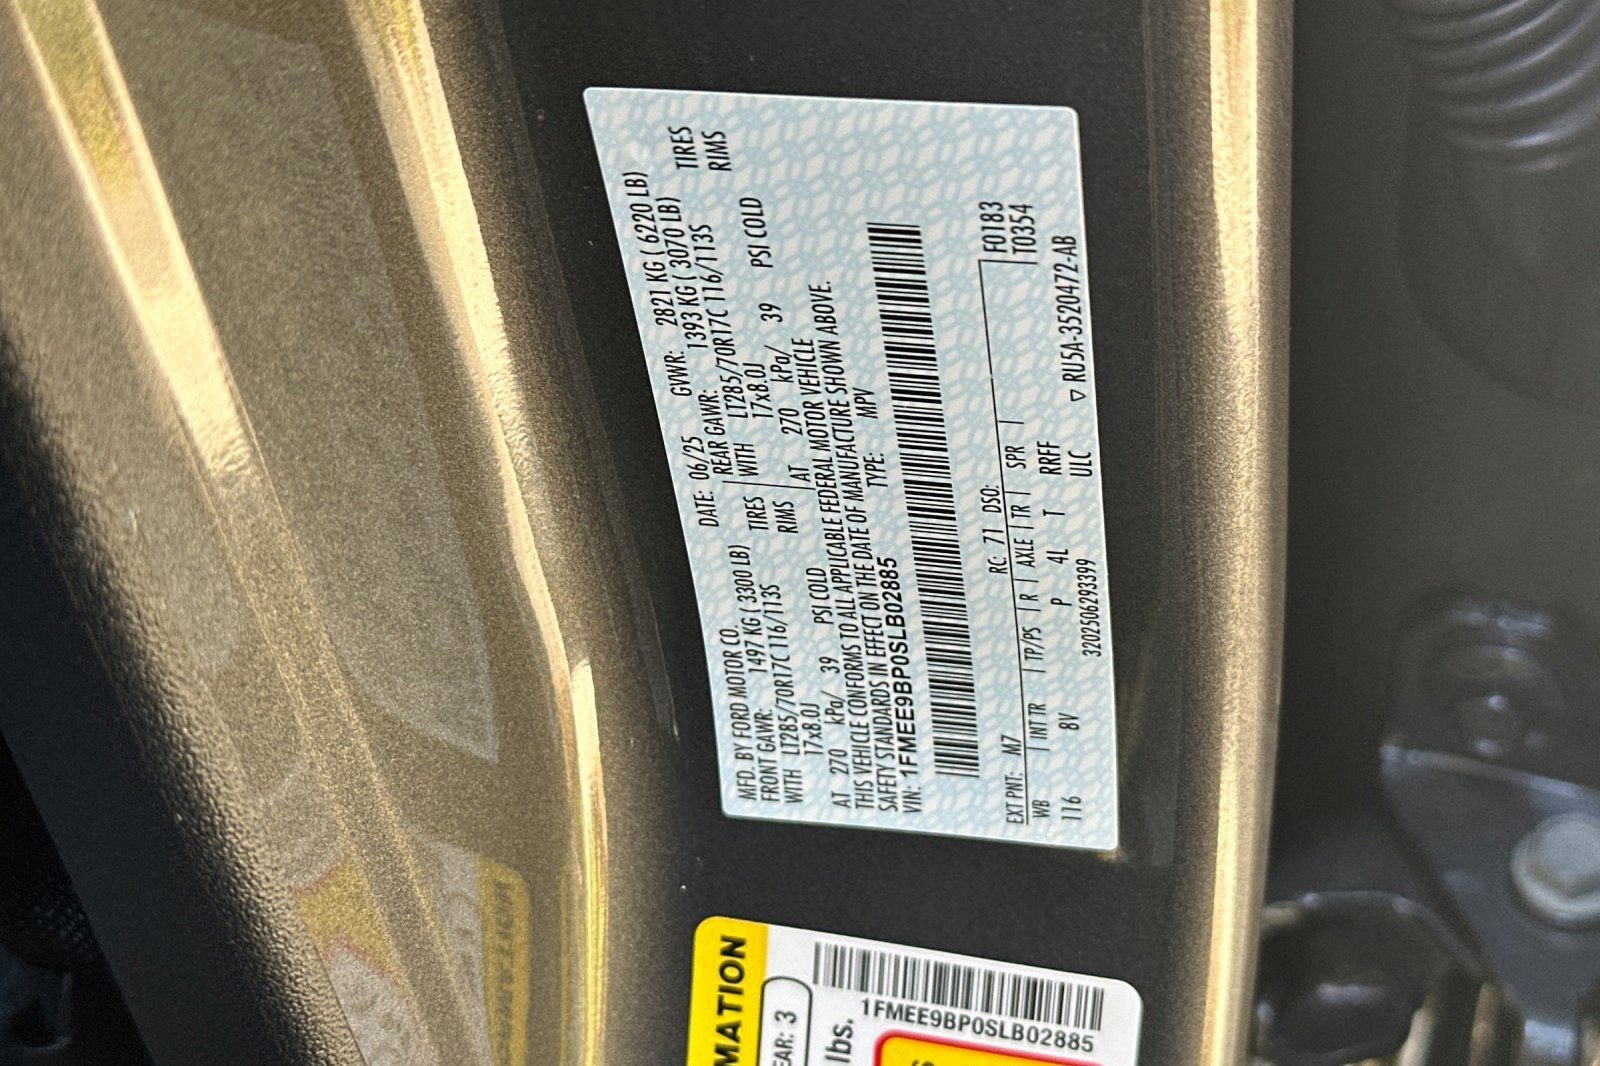 MFD. BY FORD MOTOR CO.
DATE: 06/25 GVWR: 2821 KG ( 6220 LB)
FRONT GAWR: 1497 KG ( 3300 LB)
REAR GAWR: 1393 KG ( 3070 LB)
WITH LT285/70R17C 116/113S TIRES
WITH LT285/70R17C 116/113S TIRES
17x8.0J RIMS
17x8.0J RIMS
AT 270 kPa/ 39 PSI COLD
AT 270 kPa/ 39 PSI COLD
THIS VEHICLE CONFORMS TO ALL APPLICABLE FEDERAL MOTOR VEHICLE
SAFETY STANDARDS IN EFFECT ON THE DATE OF MANUFACTURE SHOWN ABOVE.
VIN: 1FMEE9BP0SLB02885 TYPE: MPV
F0183
T0354
EXT PNT: M7 RC: 71 DSO:
WB | INT TR | TP/PS | R | AXLE | TR | SPR |
116 8V P 4L T RRFF
ULC
320250629339​9 ▽ RU5A-3520472-AB
MATION
EAR: 3
lbs.
1FMEE9BP0SLB02885